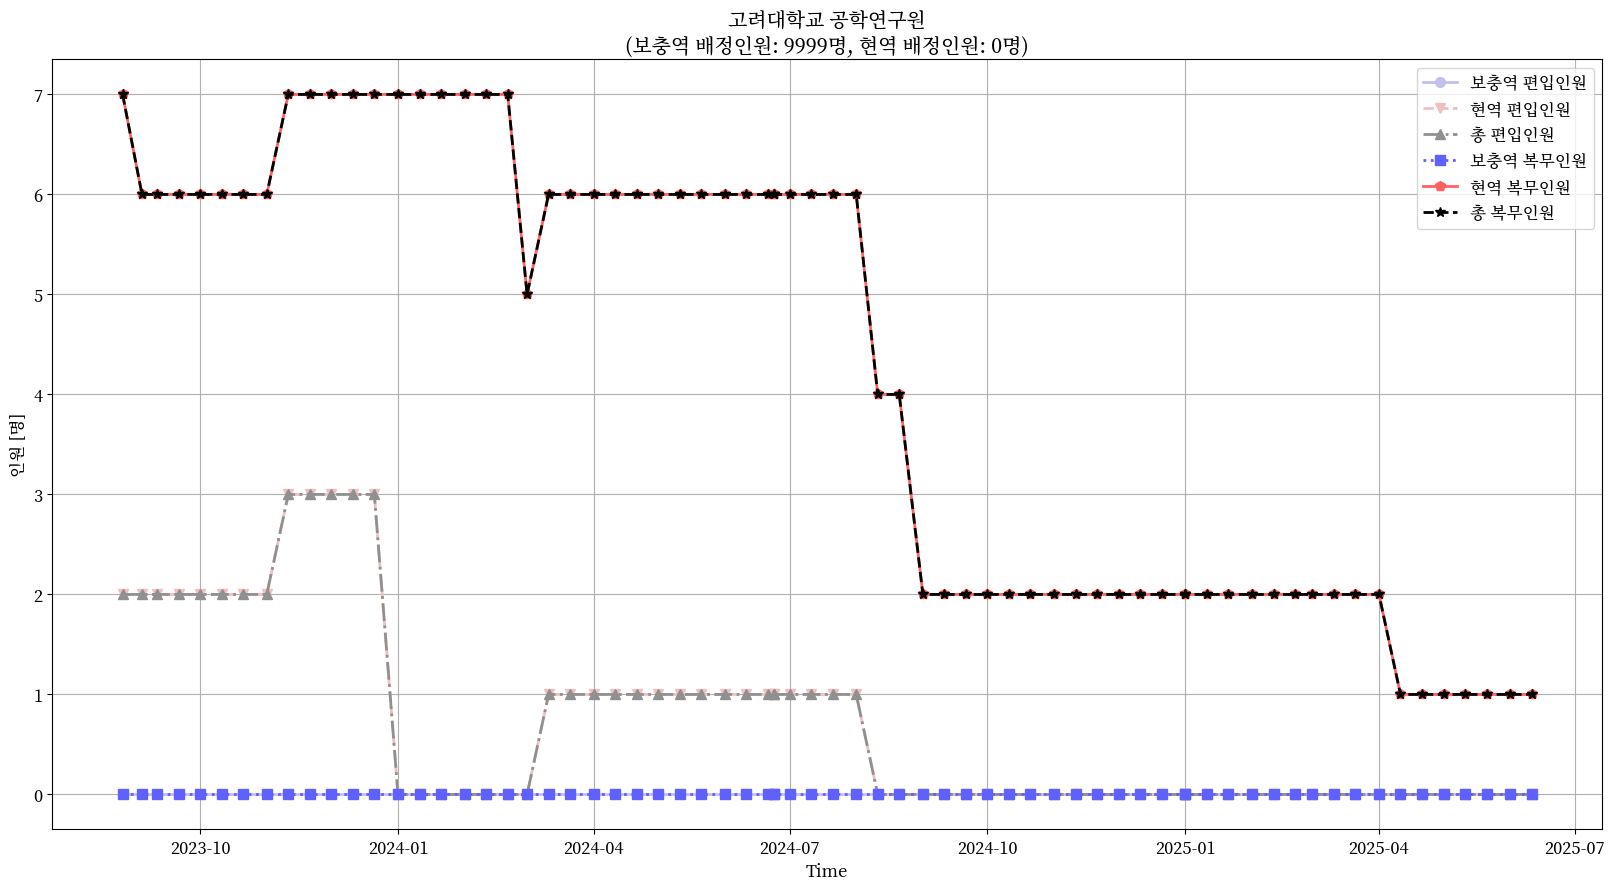 고려대학교 공학연구원
(보충역 배정인원: 9999명, 현역 배정인원: 0명)
보충역 편입인원
현역 편입인원
총 편입인원
보충역 복무인원
현역 복무인원
총 복무인원
인원 [명]
7
6
5
4
3
2
1
0
2023-10
2024-01
2024-04
2024-07
2024-10
2025-01
2025-04
2025-07
Time